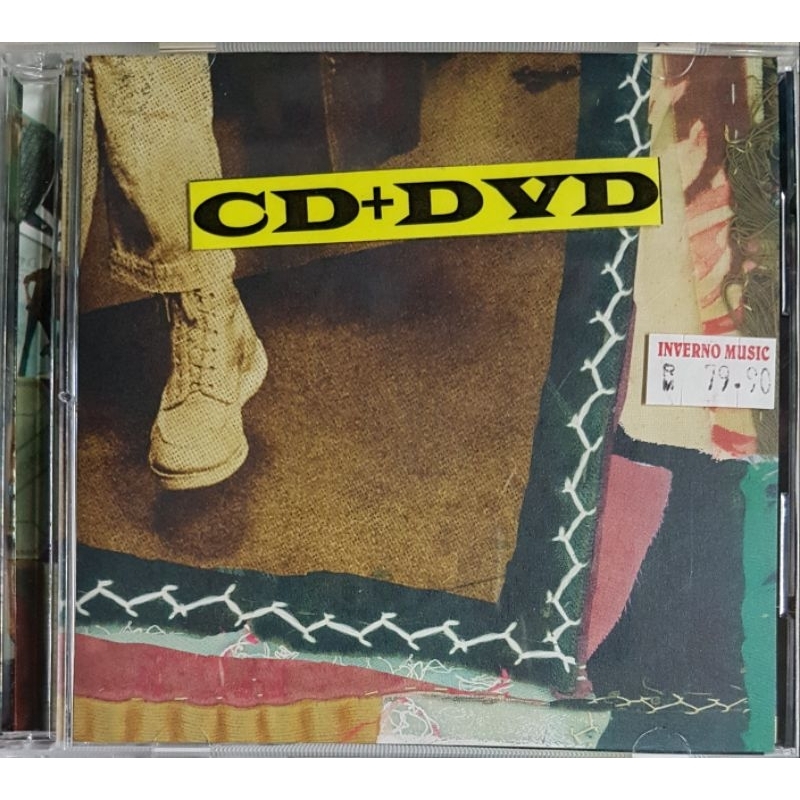 CD+DVD
INVERNO MUSIC
RM 79.90